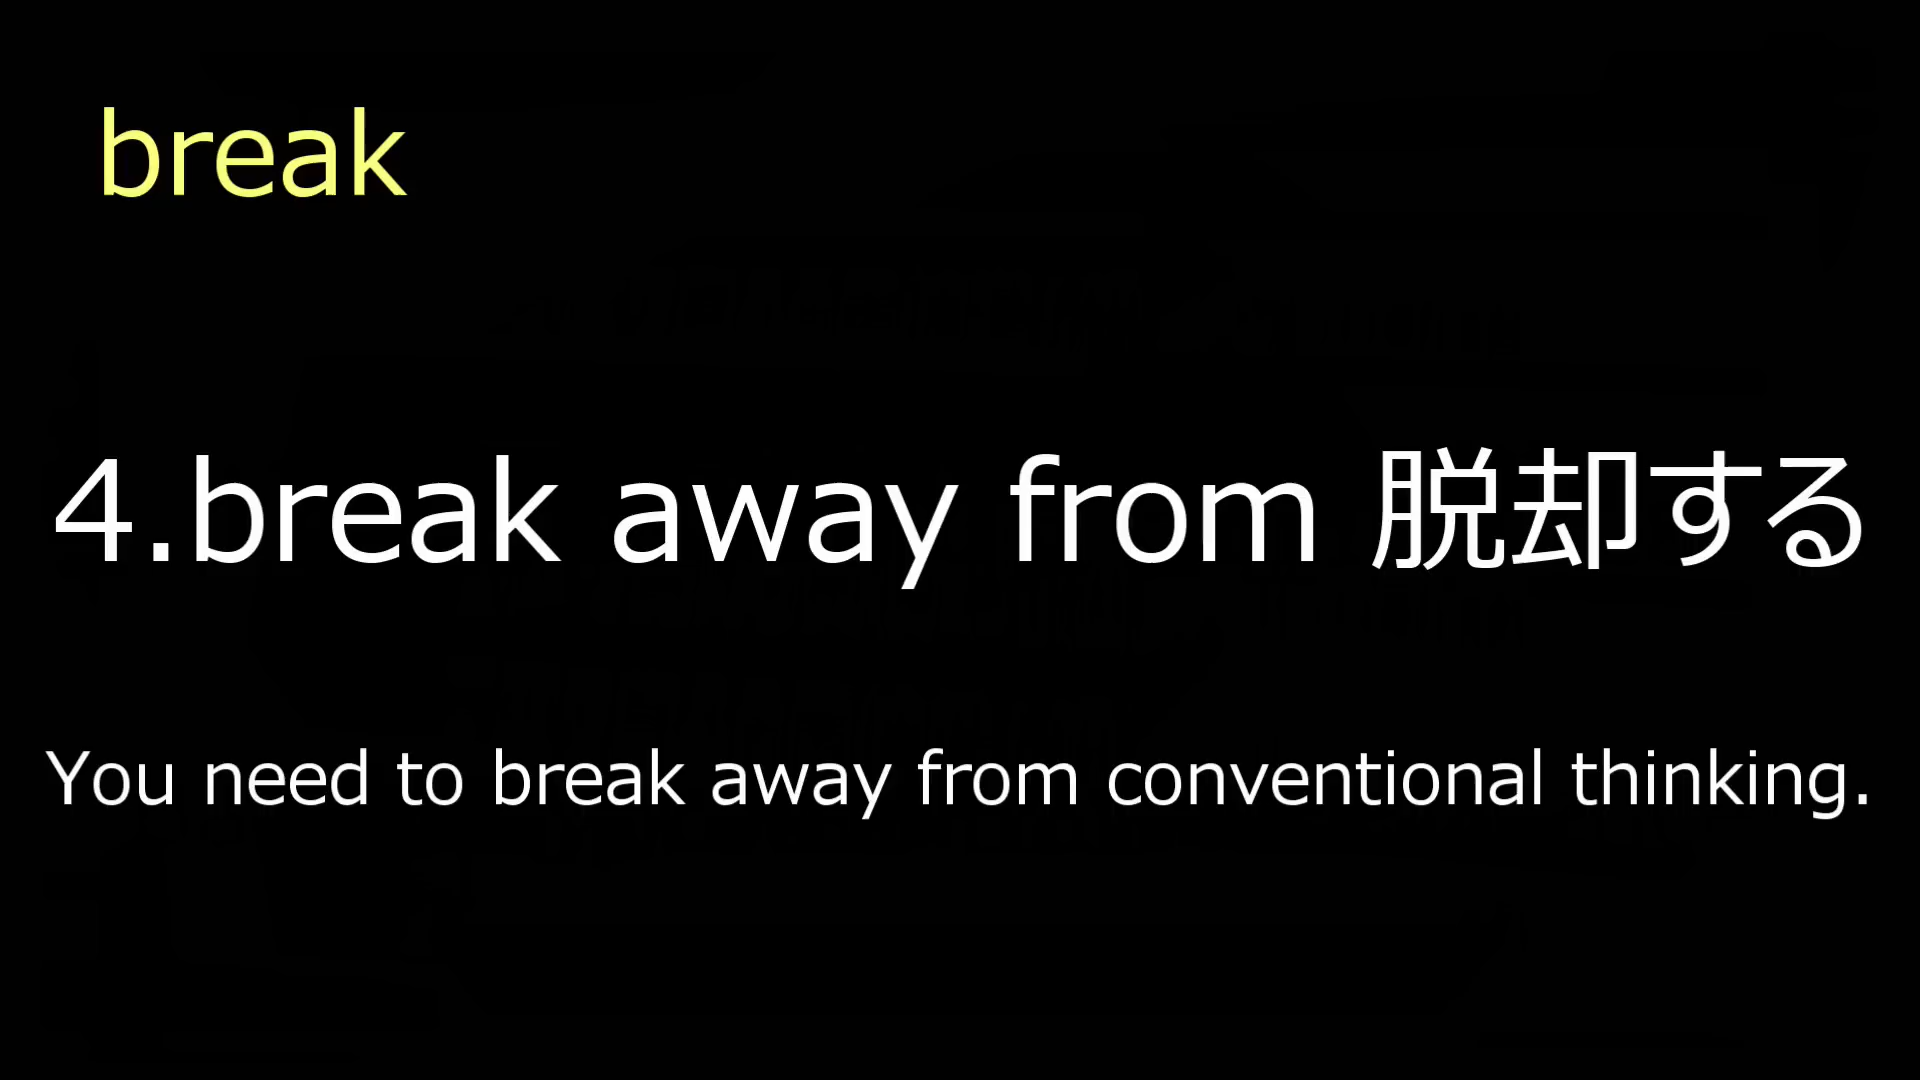 break
4.break away from 脱却する
You need to break away from conventional thinking.